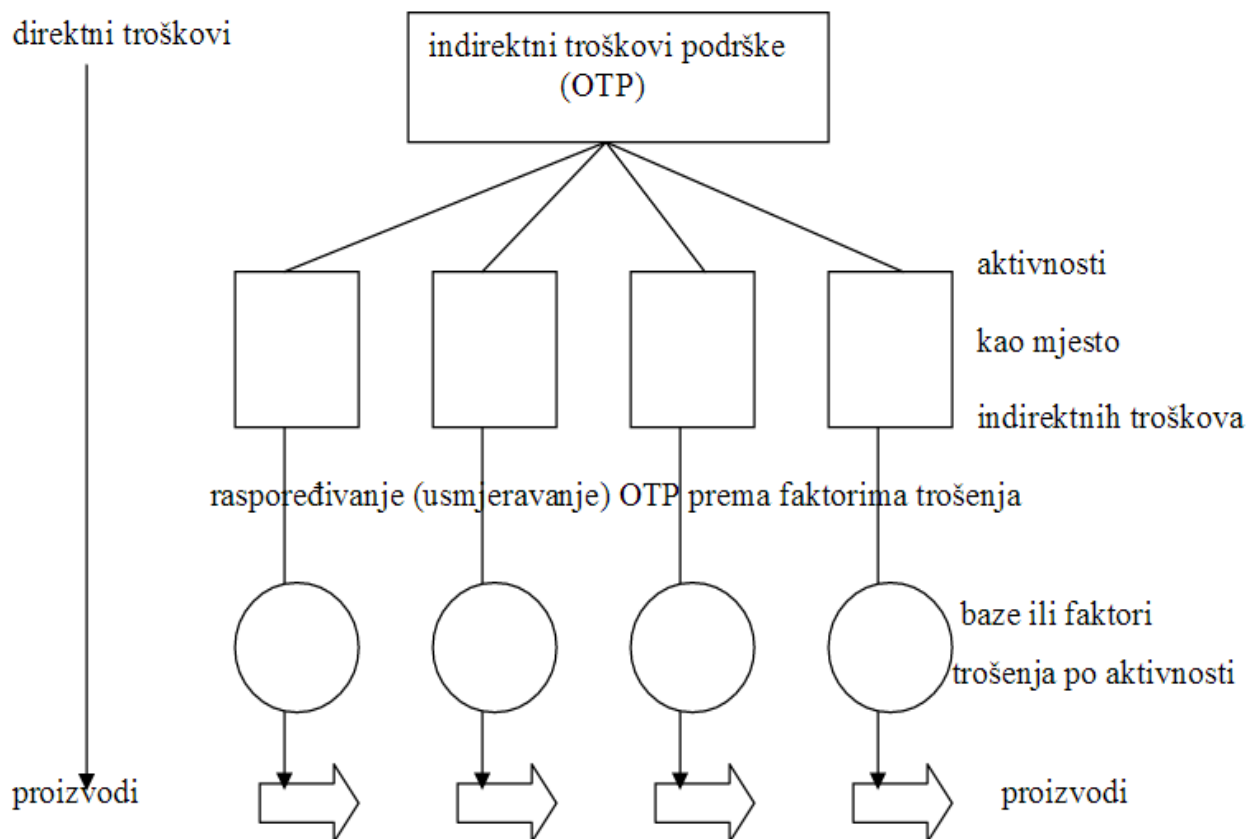 direktni troškovi
indirektni troškovi podrške
(OTP)
aktivnosti
kao mjesto
indirektnih troškova
raspoređivanje (usmjeravanje) OTP prema faktorima trošenja
baze ili faktori
trošenja po aktivnosti
proizvodi
proizvodi